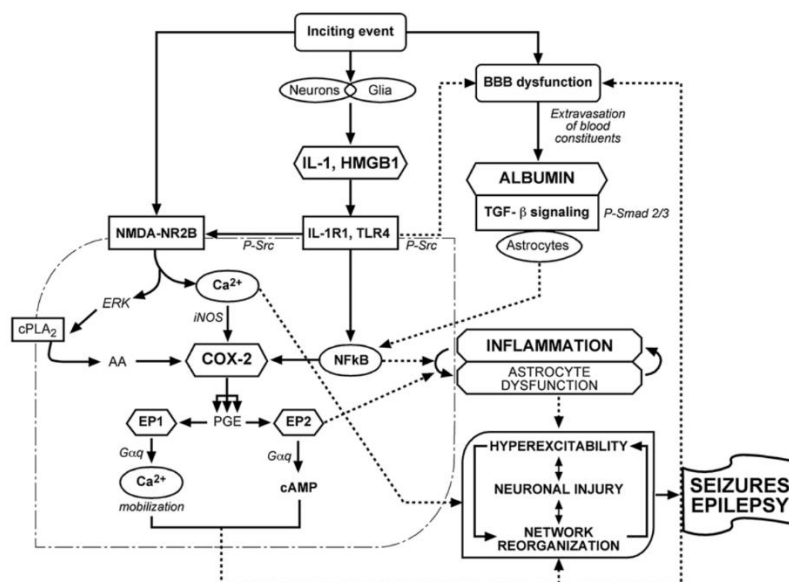 Inciting event
Neurons
Glia
BBB dysfunction
Extravasation
of blood
constituents
IL-1, HMGB1
ALBUMIN
TGF- β signaling
P-Smad 2/3
NMDA-NR2B
IL-1R1, TLR4
P-Src
P-Src
Astrocytes
ERK
Ca2+
cPLA2
iNOS
AA
COX-2
NFkB
INFLAMMATION
ASTROCYTE
DYSFUNCTION
EP1
PGE
EP2
Gαq
Gαq
HYPEREXCITABILITY
Ca2+
cAMP
NEURONAL INJURY
SEIZURES
EPILEPSY
mobilization
NETWORK
REORGANIZATION